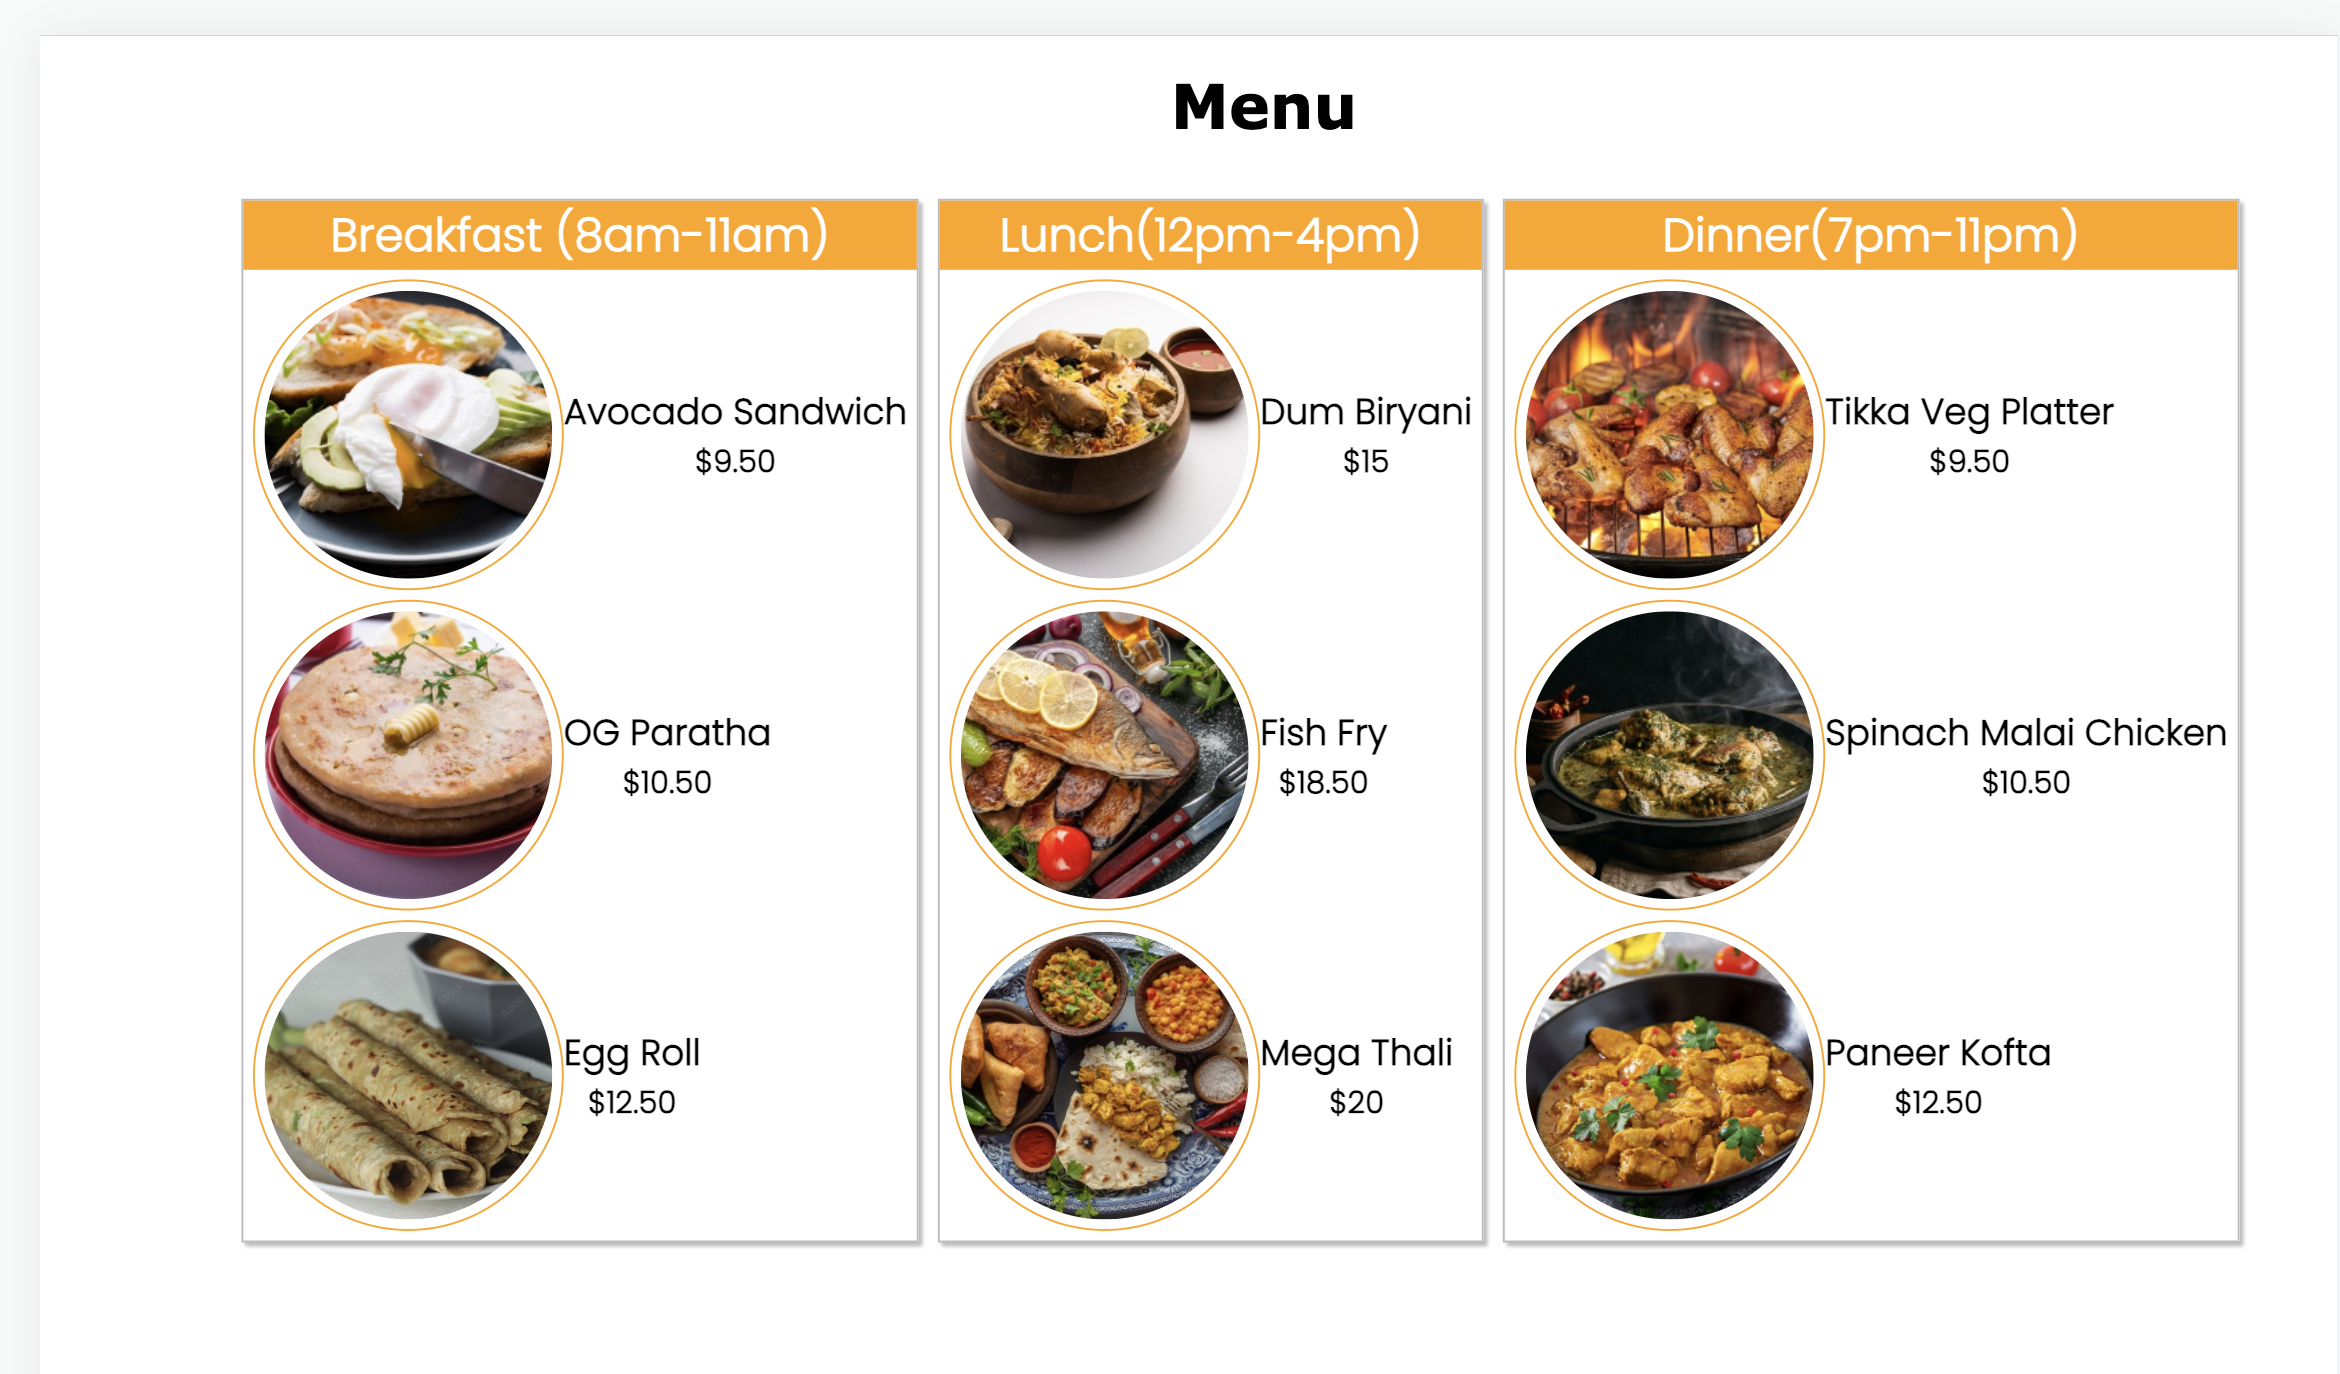 Menu
Breakfast (8am-11am)
Avocado Sandwich
$9.50
OG Paratha
$10.50
Egg Roll
$12.50
Lunch(12pm-4pm)
Dum Biryani
$15
Fish Fry
$18.50
Mega Thali
$20
Dinner(7pm-11pm)
Tikka Veg Platter
$9.50
Spinach Malai Chicken
$10.50
Paneer Kofta
$12.50